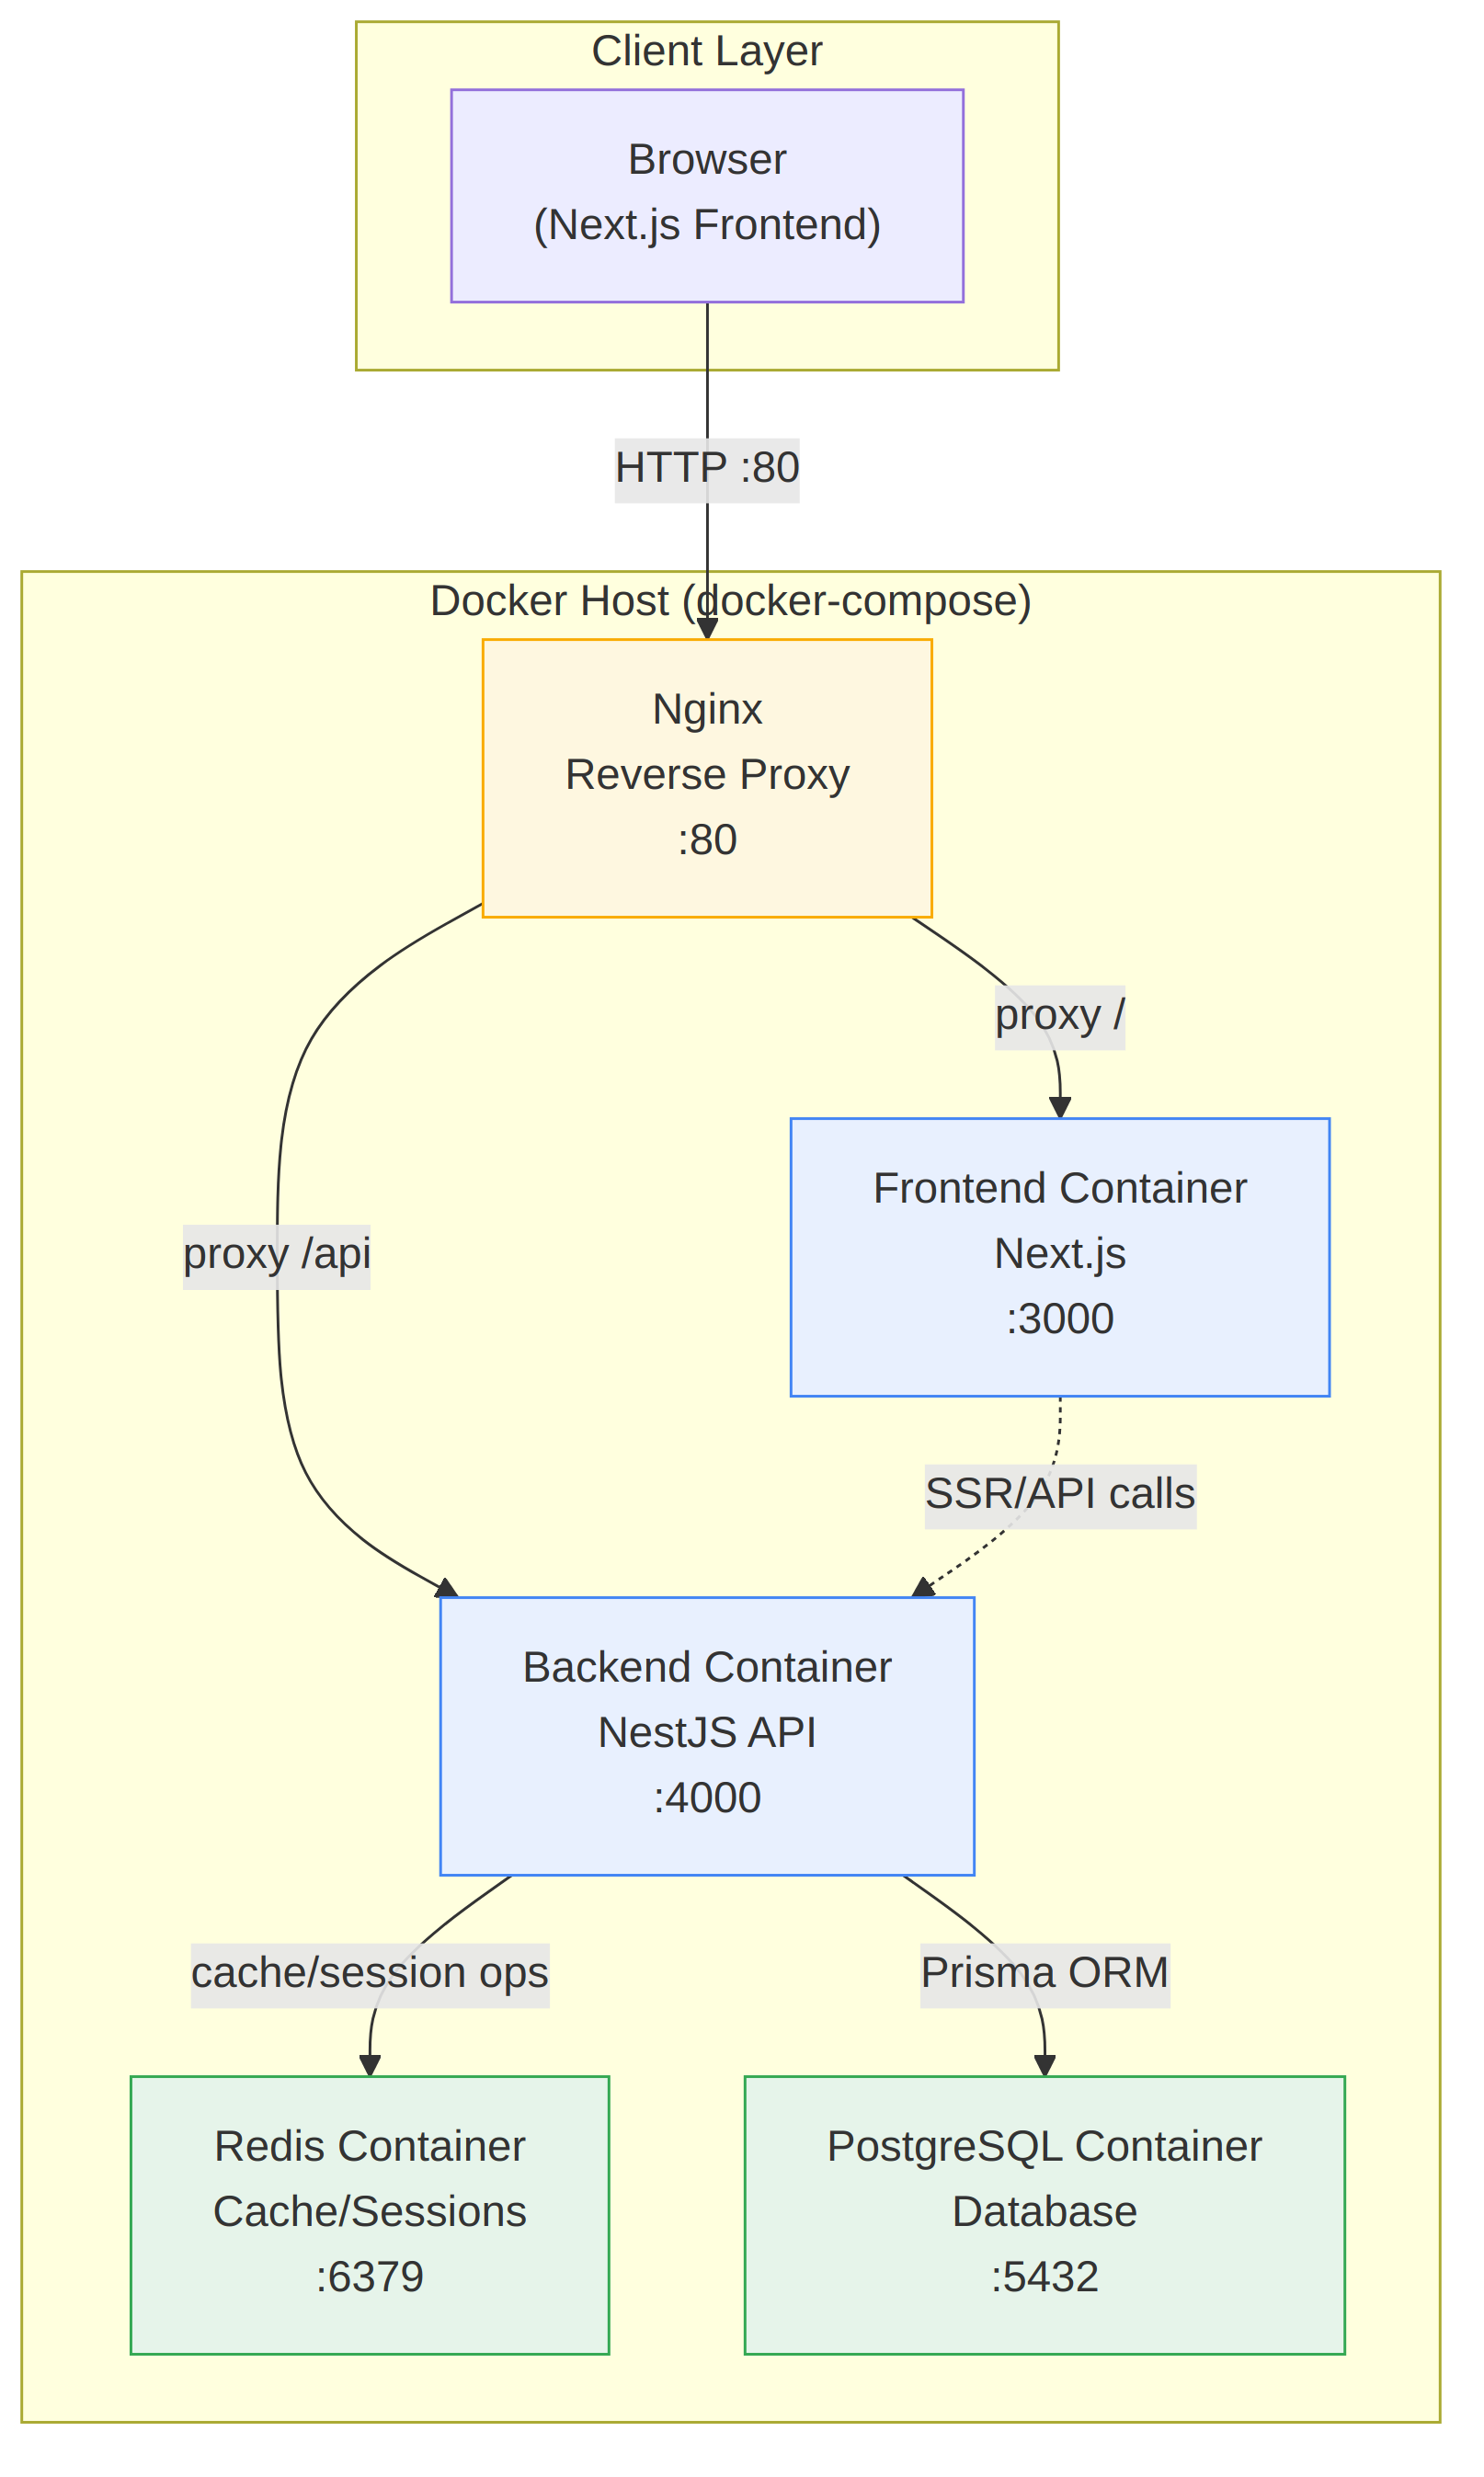 Client Layer
Browser
(Next.js Frontend)
HTTP :80
Docker Host (docker-compose)
Nginx
Reverse Proxy
:80
proxy /
Frontend Container
Next.js
:3000
proxy /api
SSR/API calls
Backend Container
NestJS API
:4000
cache/session ops
Prisma ORM
Redis Container
Cache/Sessions
:6379
PostgreSQL Container
Database
:5432